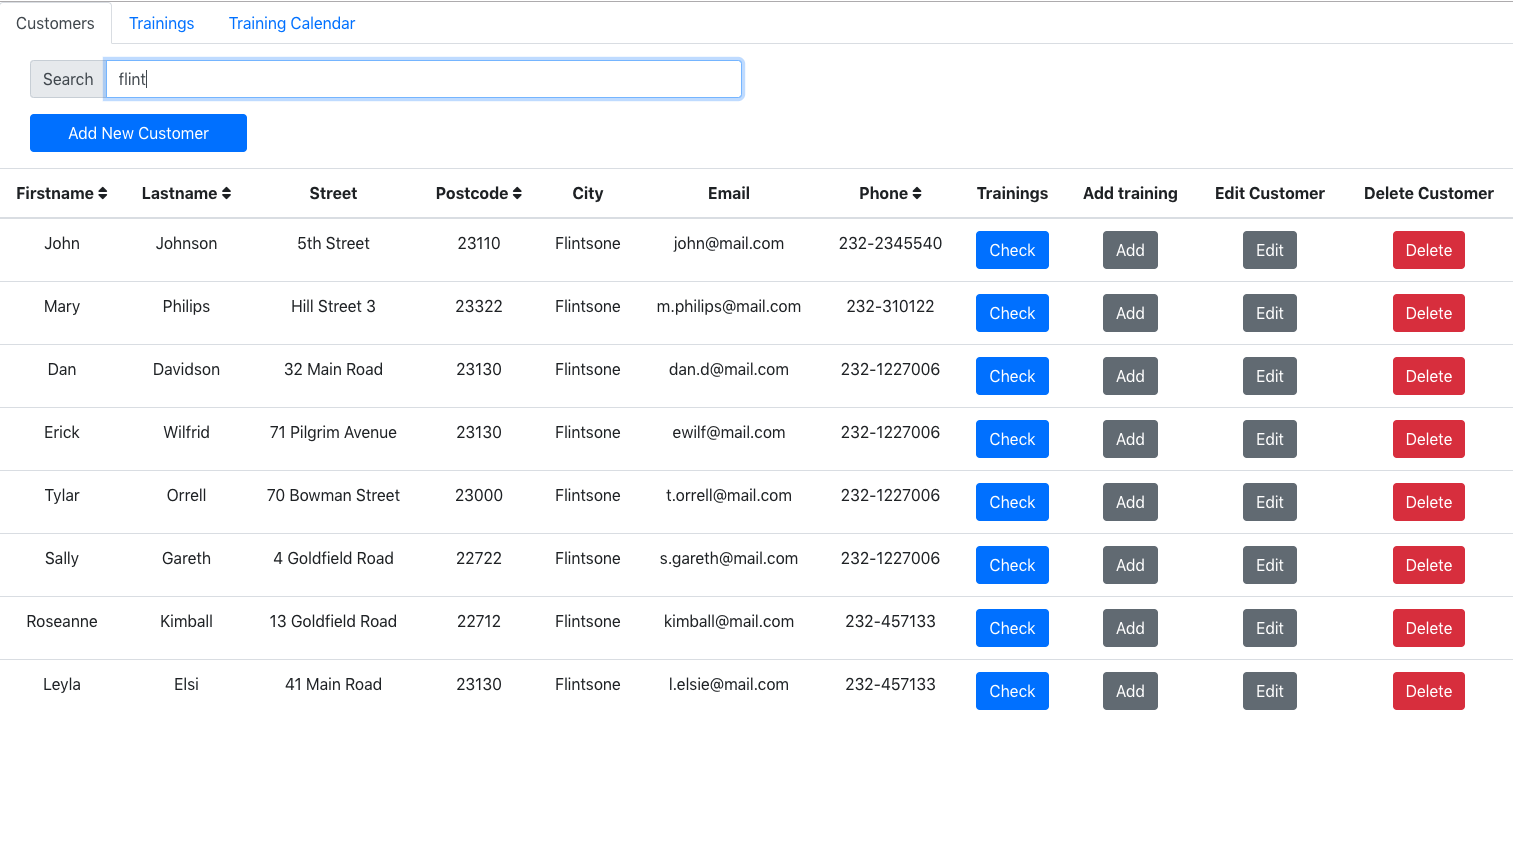 Customers Trainings Training Calendar
Search flint
Add New Customer
Firstname Lastname Street Postcode City Email Phone Trainings Add training Edit Customer Delete Customer
John Johnson 5th Street 23110 Flintsone john@mail.com 232-2345540 Check Add Edit Delete
Mary Philips Hill Street 3 23322 Flintsone m.philips@mail.com 232-310122 Check Add Edit Delete
Dan Davidson 32 Main Road 23130 Flintsone dan.d@mail.com 232-1227006 Check Add Edit Delete
Erick Wilfrid 71 Pilgrim Avenue 23130 Flintsone ewilf@mail.com 232-1227006 Check Add Edit Delete
Tylar Orrell 70 Bowman Street 23000 Flintsone t.orrell@mail.com 232-1227006 Check Add Edit Delete
Sally Gareth 4 Goldfield Road 22722 Flintsone s.gareth@mail.com 232-1227006 Check Add Edit Delete
Roseanne Kimball 13 Goldfield Road 22712 Flintsone kimball@mail.com 232-457133 Check Add Edit Delete
Leyla Elsi 41 Main Road 23130 Flintsone l.elsie@mail.com 232-457133 Check Add Edit Delete